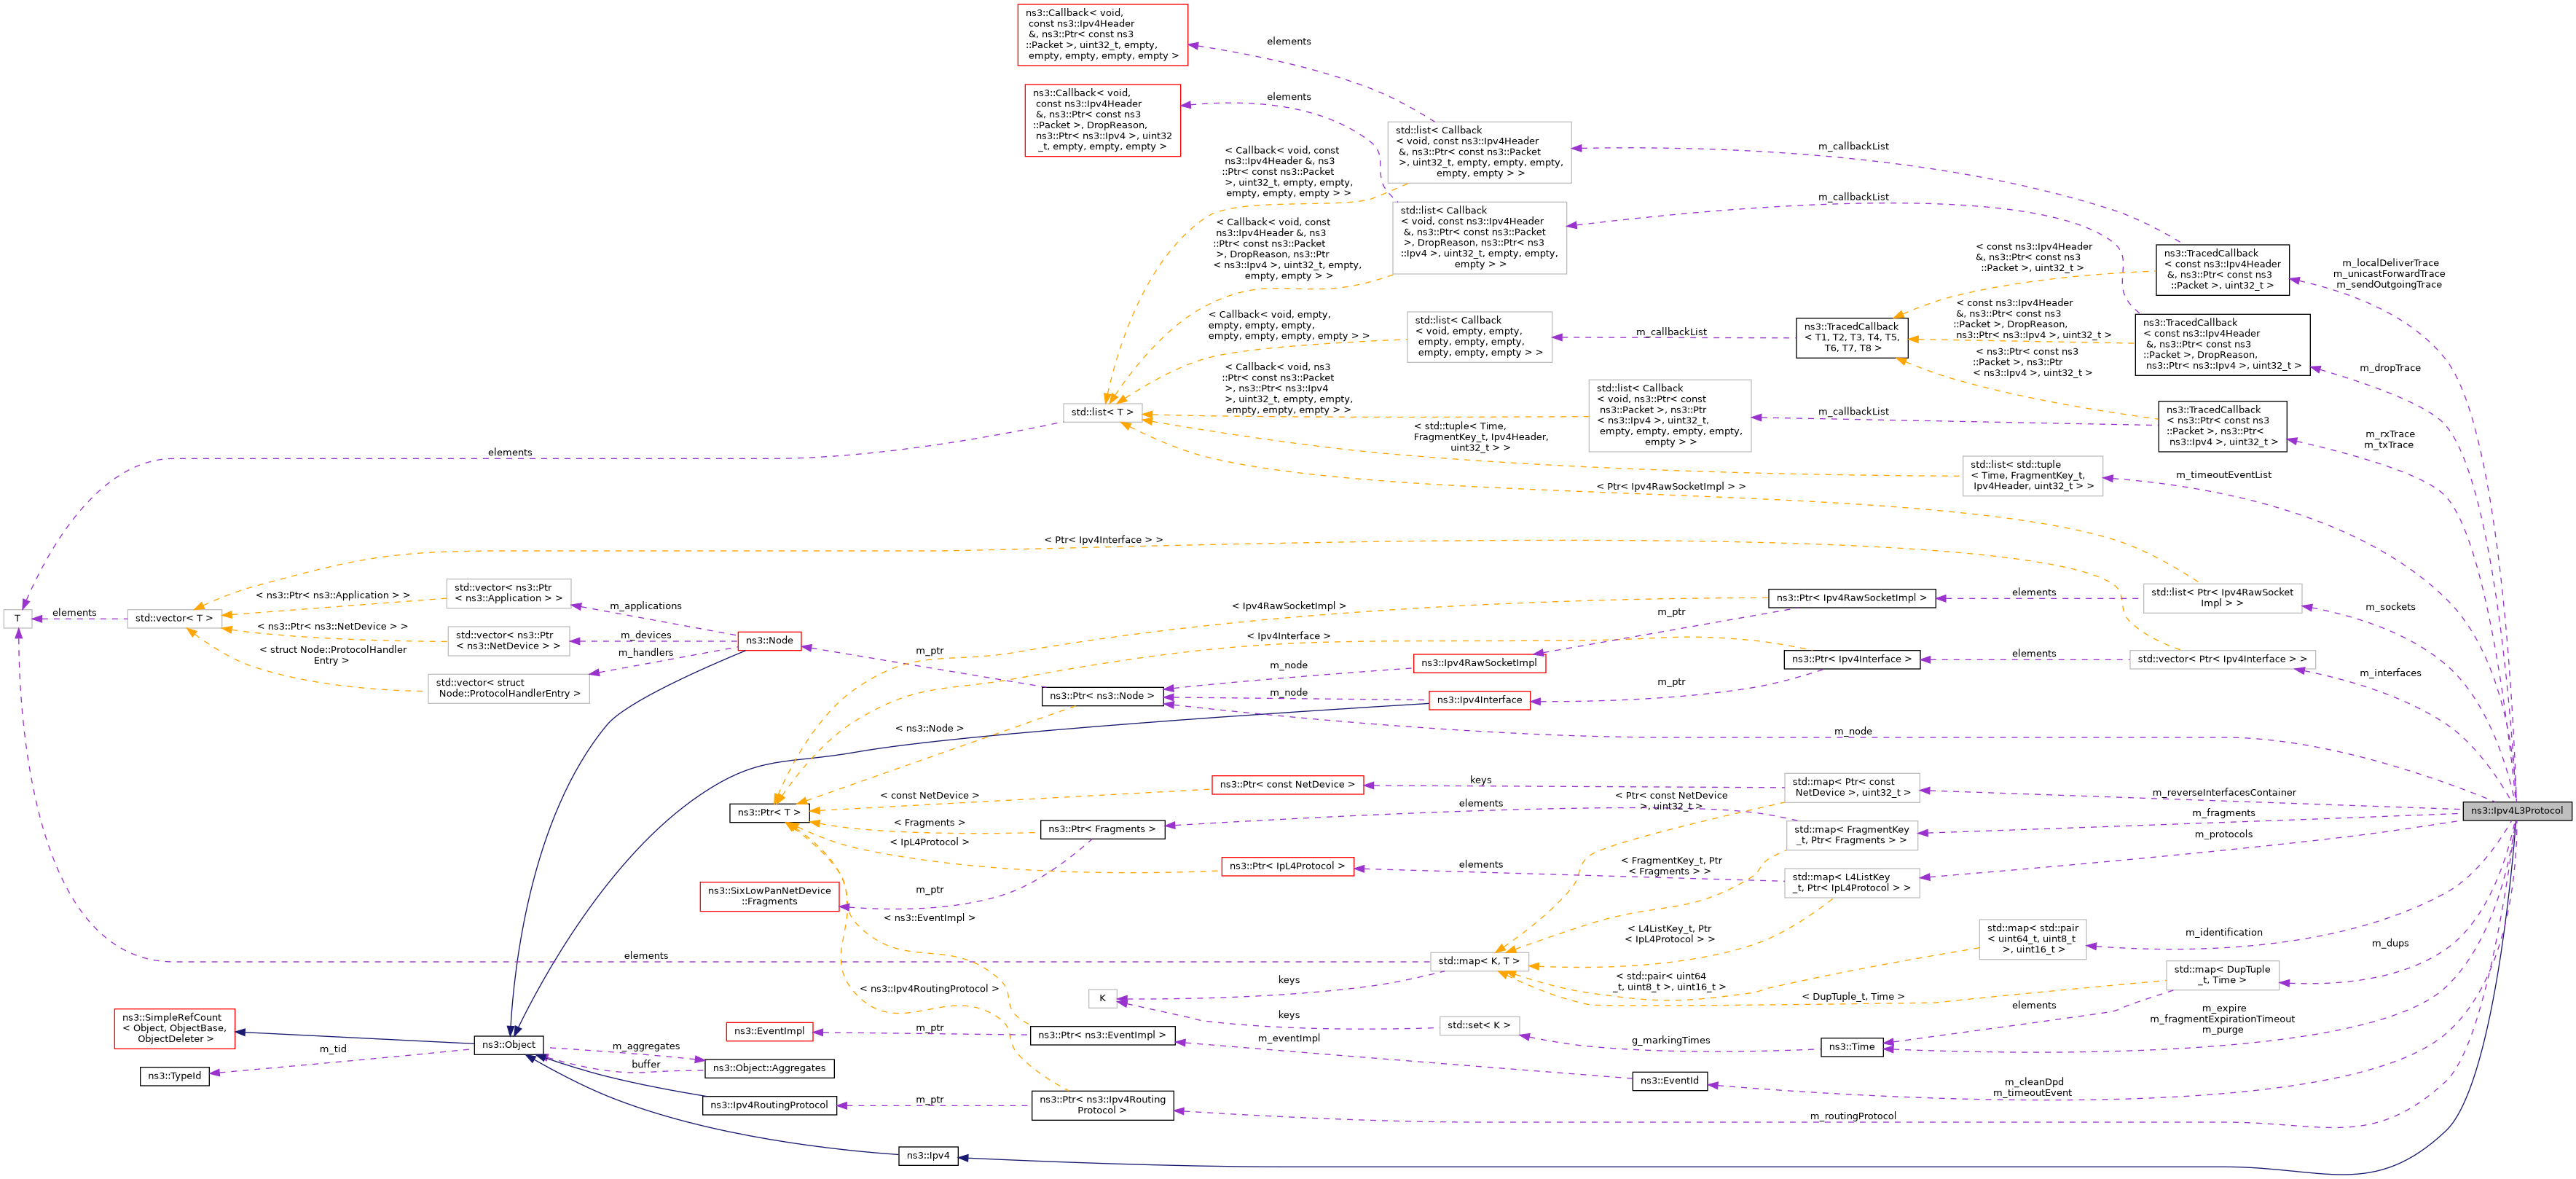 ns3::Callback< void,
const ns3::Ipv4Header
&, ns3::Ptr< const ns3
::Packet >, uint32_t, empty,
empty, empty, empty, empty >
elements
ns3::Callback< void,
const ns3::Ipv4Header
&, ns3::Ptr< const ns3
::Packet >, DropReason,
ns3::Ptr< ns3::Ipv4 >, uint32
_t, empty, empty, empty >
elements
std::list< Callback
< void, const ns3::Ipv4Header
&, ns3::Ptr< const ns3::Packet
>, uint32_t, empty, empty, empty,
empty, empty > >
m_callbackList
< Callback< void, const
ns3::Ipv4Header &, ns3
::Ptr< const ns3::Packet
>, uint32_t, empty, empty,
empty, empty, empty > >
std::list< Callback
< void, const ns3::Ipv4Header
&, ns3::Ptr< const ns3::Packet
>, DropReason, ns3::Ptr< ns3
::Ipv4 >, uint32_t, empty, empty,
empty > >
m_callbackList
< Callback< void, const
ns3::Ipv4Header &, ns3
::Ptr< const ns3::Packet
>, DropReason, ns3::Ptr
< ns3::Ipv4 >, uint32_t, empty,
empty, empty > >
< const ns3::Ipv4Header
&, ns3::Ptr< const ns3
::Packet >, uint32_t >
ns3::TracedCallback
< const ns3::Ipv4Header
&, ns3::Ptr< const ns3
::Packet >, uint32_t >
m_localDeliverTrace
m_unicastForwardTrace
m_sendOutgoingTrace
< Callback< void, empty,
empty, empty, empty,
empty, empty, empty, empty > >
std::list< Callback
< void, empty, empty,
empty, empty, empty,
empty, empty, empty > >
m_callbackList
ns3::TracedCallback
< T1, T2, T3, T4, T5,
T6, T7, T8 >
< const ns3::Ipv4Header
&, ns3::Ptr< const ns3
::Packet >, DropReason,
ns3::Ptr< ns3::Ipv4 >, uint32_t >
ns3::TracedCallback
< const ns3::Ipv4Header
&, ns3::Ptr< const ns3
::Packet >, DropReason,
ns3::Ptr< ns3::Ipv4 >, uint32_t >
m_dropTrace
< ns3::Ptr< const ns3
::Packet >, ns3::Ptr
< ns3::Ipv4 >, uint32_t >
< Callback< void, ns3
::Ptr< const ns3::Packet
>, ns3::Ptr< ns3::Ipv4
>, uint32_t, empty, empty,
empty, empty, empty > >
std::list< Callback
< void, ns3::Ptr< const
ns3::Packet >, ns3::Ptr
< ns3::Ipv4 >, uint32_t,
empty, empty, empty, empty,
empty > >
m_callbackList
ns3::TracedCallback
< ns3::Ptr< const ns3
::Packet >, ns3::Ptr<
ns3::Ipv4 >, uint32_t >
m_rxTrace
m_txTrace
std::list< T >
elements
< std::tuple< Time,
FragmentKey_t, Ipv4Header,
uint32_t > >
std::list< std::tuple
< Time, FragmentKey_t,
Ipv4Header, uint32_t > >
m_timeoutEventList
< Ptr< Ipv4RawSocketImpl > >
< Ptr< Ipv4Interface > >
T
elements
std::vector< T >
< ns3::Ptr< ns3::Application > >
std::vector< ns3::Ptr
< ns3::Application > >
m_applications
< ns3::Ptr< ns3::NetDevice > >
std::vector< ns3::Ptr
< ns3::NetDevice > >
m_devices
ns3::Node
< struct Node::ProtocolHandler
Entry >
std::vector< struct
Node::ProtocolHandlerEntry >
m_handlers
m_ptr
< Ipv4RawSocketImpl >
ns3::Ptr< Ipv4RawSocketImpl >
elements
std::list< Ptr< Ipv4RawSocket
Impl > >
m_sockets
m_ptr
< Ipv4Interface >
ns3::Ipv4RawSocketImpl
m_node
ns3::Ptr< Ipv4Interface >
elements
std::vector< Ptr< Ipv4Interface > >
m_interfaces
ns3::Ptr< ns3::Node >
m_node
ns3::Ipv4Interface
m_ptr
< ns3::Node >
m_node
ns3::Ptr< T >
< const NetDevice >
ns3::Ptr< const NetDevice >
keys
std::map< Ptr< const
NetDevice >, uint32_t >
m_reverseInterfacesContainer
< Ptr< const NetDevice
>, uint32_t >
ns3::Ipv4L3Protocol
< Fragments >
ns3::Ptr< Fragments >
elements
std::map< FragmentKey
_t, Ptr< Fragments > >
m_fragments
< IpL4Protocol >
ns3::Ptr< IpL4Protocol >
elements
< FragmentKey_t, Ptr
< Fragments > >
std::map< L4ListKey
_t, Ptr< IpL4Protocol > >
m_protocols
ns3::SixLowPanNetDevice
::Fragments
m_ptr
< ns3::EventImpl >
< L4ListKey_t, Ptr
< IpL4Protocol > >
std::map< std::pair
< uint64_t, uint8_t
>, uint16_t >
m_identification
m_dups
elements
std::map< K, T >
< std::pair< uint64
_t, uint8_t >, uint16_t >
std::map< DupTuple
_t, Time >
< DupTuple_t, Time >
< ns3::Ipv4RoutingProtocol >
K
keys
keys
std::set< K >
elements
m_expire
m_fragmentExpirationTimeout
m_purge
ns3::SimpleRefCount
< Object, ObjectBase,
ObjectDeleter >
ns3::EventImpl
m_ptr
ns3::Ptr< ns3::EventImpl >
m_eventImpl
g_markingTimes
ns3::Time
ns3::Object
m_tid
ns3::TypeId
m_aggregates
buffer
ns3::Object::Aggregates
ns3::EventId
m_cleanDpd
m_timeoutEvent
ns3::Ipv4RoutingProtocol
m_ptr
ns3::Ptr< ns3::Ipv4Routing
Protocol >
m_routingProtocol
ns3::Ipv4